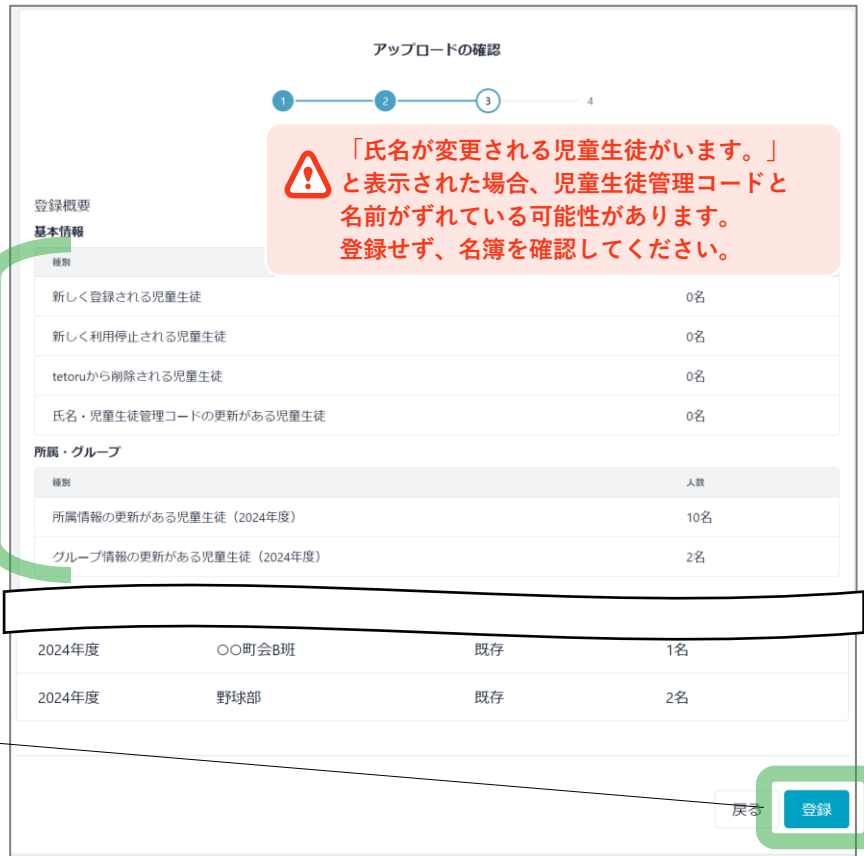 アップロードの確認
1 2 3 4
「氏名が変更される児童生徒がいます。」
と表示された場合、児童生徒管理コードと
名前がずれている可能性があります。
登録せず、名簿を確認してください。
登録概要
基本情報
種別
新しく登録される児童生徒 0名
新しく利用停止される児童生徒 0名
tetoruから削除される児童生徒 0名
氏名・児童生徒管理コードの更新がある児童生徒 0名
所属・グループ
種別 人数
所属情報の更新がある児童生徒（2024年度） 10名
グループ情報の更新がある児童生徒（2024年度） 2名
2024年度 〇〇町会B班 既存 1名
2024年度 野球部 既存 2名
戻る 登録